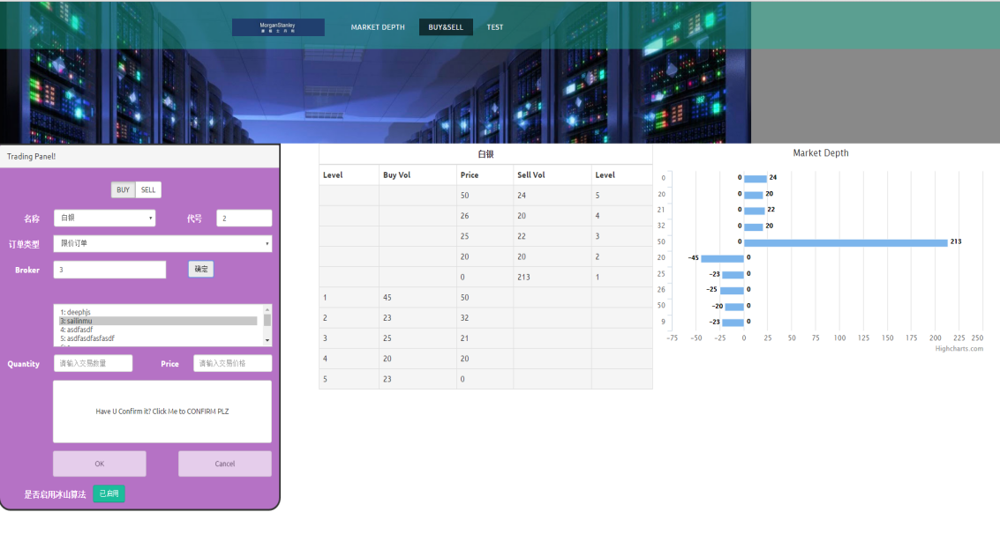 MorganStanley
MARKET DEPTH BUY&SELL TEST
Trading Panel!
BUY SELL
名称 白银 代号 2
订单类型 限价订单
Broker 3 确定
1: deephjs
3: sailinmu
4: asdfasdf
5: asdfasdfasfasdf
Quantity 请输入交易数量 Price 请输入交易价格
Have U Confirm it? Click Me to CONFIRM PLZ
OK Cancel
是否启用冰山算法 已启用
白银
Level Buy Vol Price Sell Vol Level
50 24 5
26 20 4
25 22 3
20 20 2
0 213 1
1 45 50
2 23 32
3 25 21
4 20 20
5 23 0
Market Depth
0 0 24
20 0 20
21 0 22
32 0 20
50 0 213
20 -45 0
25 -23 0
26 -25 0
50 -20 0
9 -23 0
-75 -50 -25 0 25 50 75 100 125 150 175 200 225 250
Highcharts.com